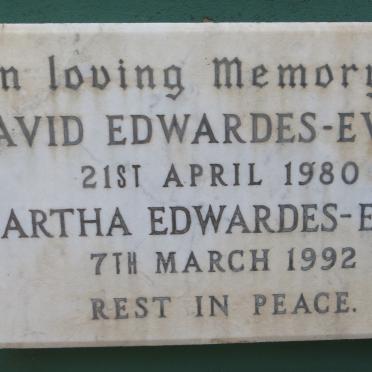 n loving Memory
AVID EDWARDES-EV
21ST APRIL 1980
ARTHA EDWARDES-E
7TH MARCH 1992
REST IN PEACE.